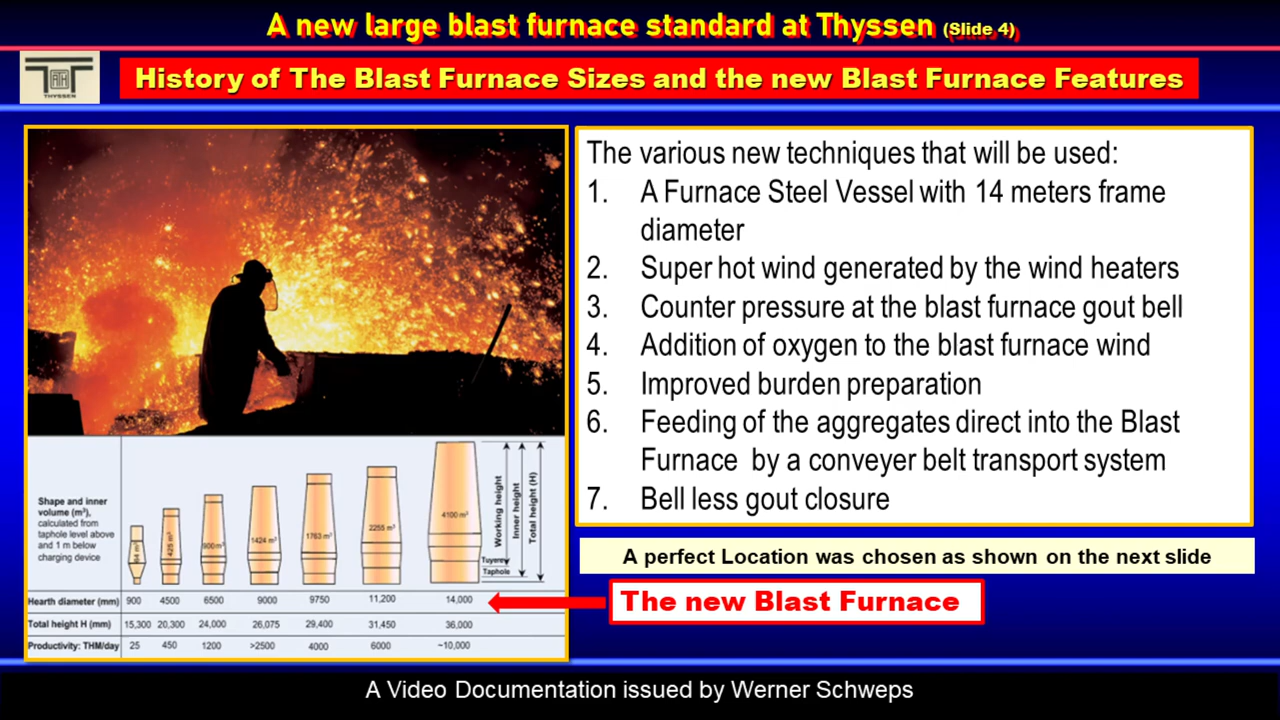 A new large blast furnace standard at Thyssen (Slide 4)
ATH
THYSSEN
History of The Blast Furnace Sizes and the new Blast Furnace Features
The various new techniques that will be used:
1. A Furnace Steel Vessel with 14 meters frame
diameter
2. Super hot wind generated by the wind heaters
3. Counter pressure at the blast furnace gout bell
4. Addition of oxygen to the blast furnace wind
5. Improved burden preparation
6. Feeding of the aggregates direct into the Blast
Furnace by a conveyer belt transport system
7. Bell less gout closure
Shape and inner
volume (m³),
calculated from
taphole level above
and 1 m below
charging device
425 m³
900m³
1424 m³
1763 m³
2255 m³
4100 m³
Working height
Inner height
Total height (H)
Tuyere
Taphole
Hearth diameter (mm) 900 4500 6500 9000 9750 11,200 14,000
Total height H (mm) 15,300 20,300 24,000 26,075 29,400 31,450 36,000
Productivity: THM/day 25 450 1200 >2500 4000 6000 ~10,000
A perfect Location was chosen as shown on the next slide
The new Blast Furnace
A Video Documentation issued by Werner Schweps